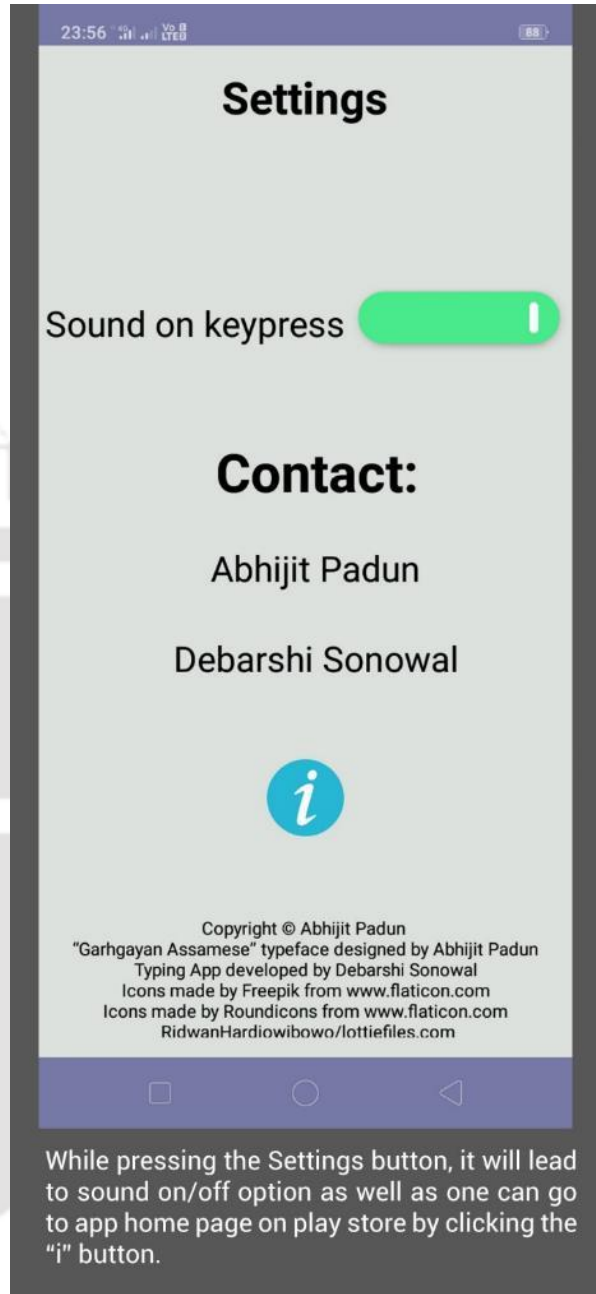 23:56 4G Vo LTE
88
Settings
Sound on keypress
Contact:
Abhijit Padun
Debarshi Sonowal
i
Copyright © Abhijit Padun
“Garhgayan Assamese” typeface designed by Abhijit Padun
Typing App developed by Debarshi Sonowal
Icons made by Freepik from www.flaticon.com
Icons made by Roundicons from www.flaticon.com
RidwanHardiowibowo/lottiefiles.com
While pressing the Settings button, it will lead
to sound on/off option as well as one can go
to app home page on play store by clicking the
“i” button.